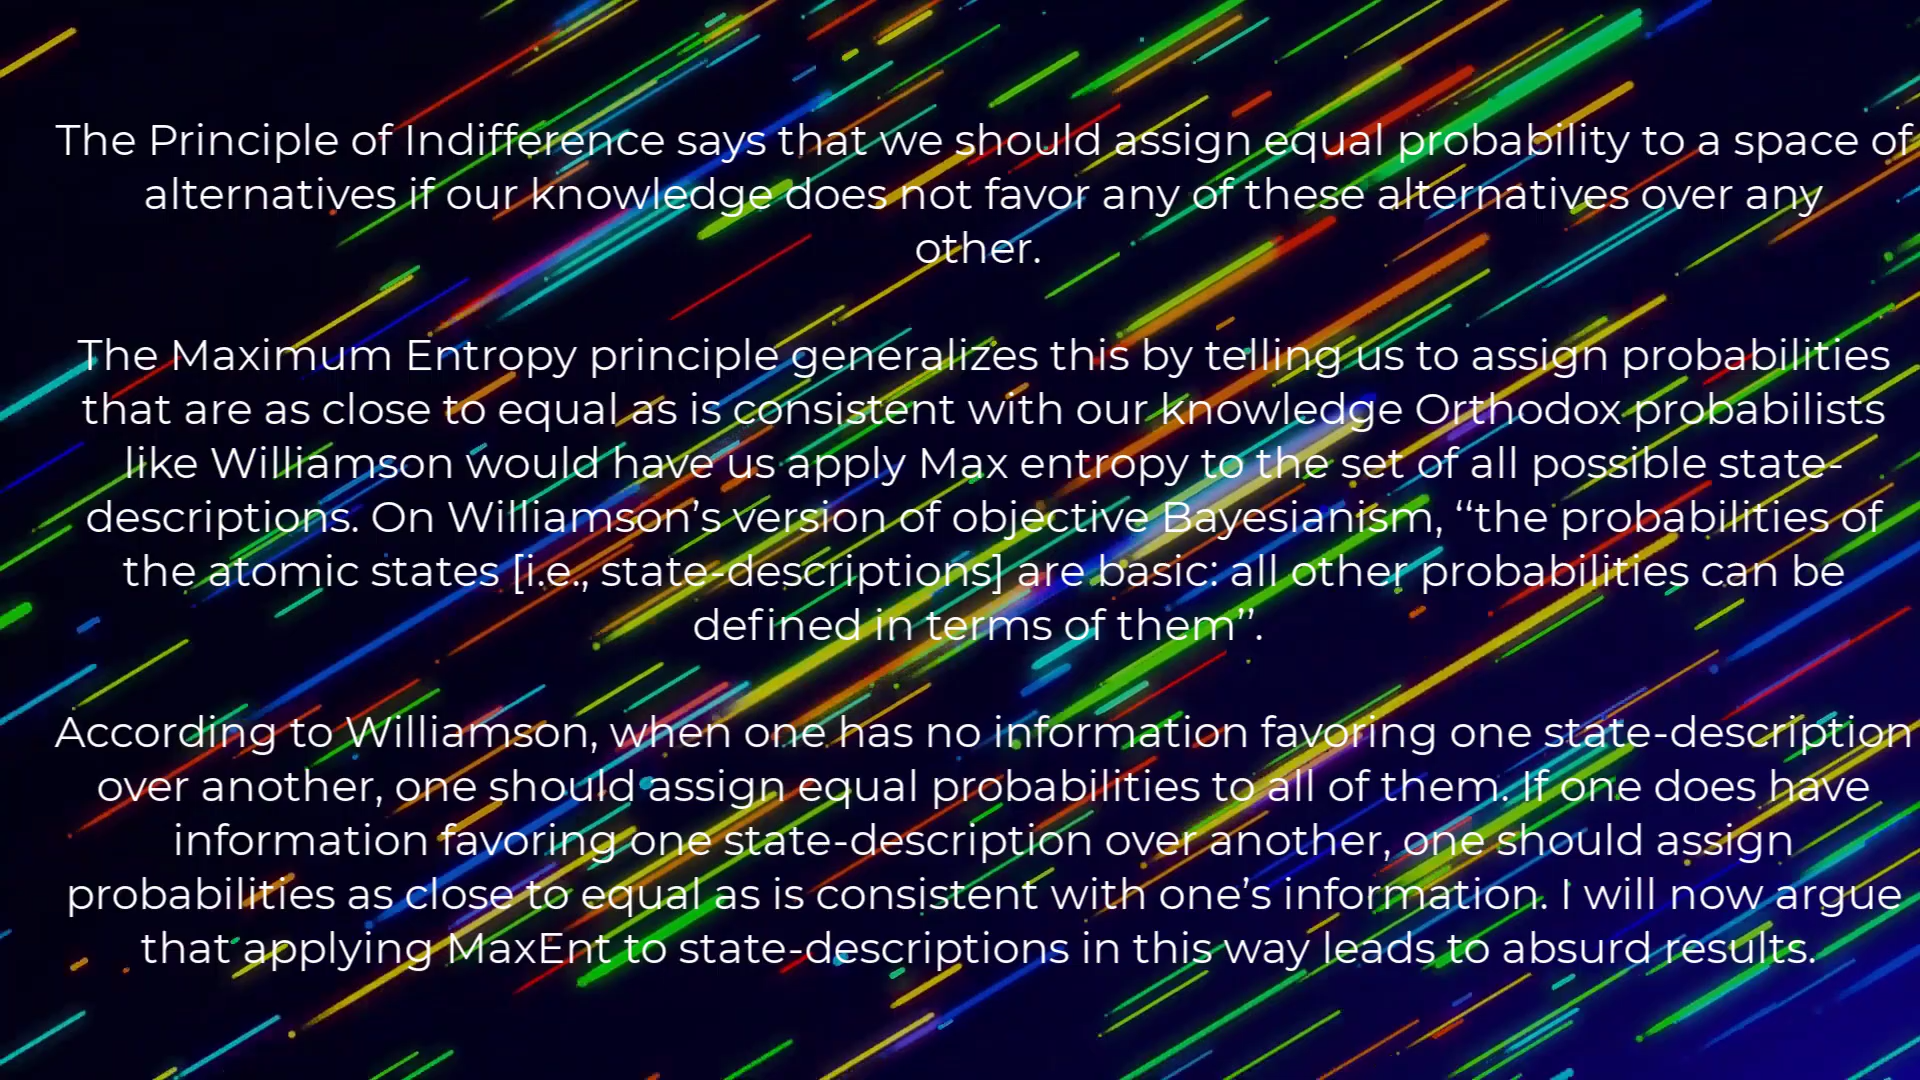 The Principle of Indifference says that we should assign equal probability to a space of
alternatives if our knowledge does not favor any of these alternatives over any
other.
The Maximum Entropy principle generalizes this by telling us to assign probabilities
that are as close to equal as is consistent with our knowledge Orthodox probabilists
like Williamson would have us apply Max entropy to the set of all possible state-
descriptions. On Williamson’s version of objective Bayesianism, “the probabilities of
the atomic states [i.e., state-descriptions] are basic: all other probabilities can be
defined in terms of them”.
According to Williamson, when one has no information favoring one state-description
over another, one should assign equal probabilities to all of them. If one does have
information favoring one state-description over another, one should assign
probabilities as close to equal as is consistent with one’s information. I will now argue
that applying MaxEnt to state-descriptions in this way leads to absurd results.